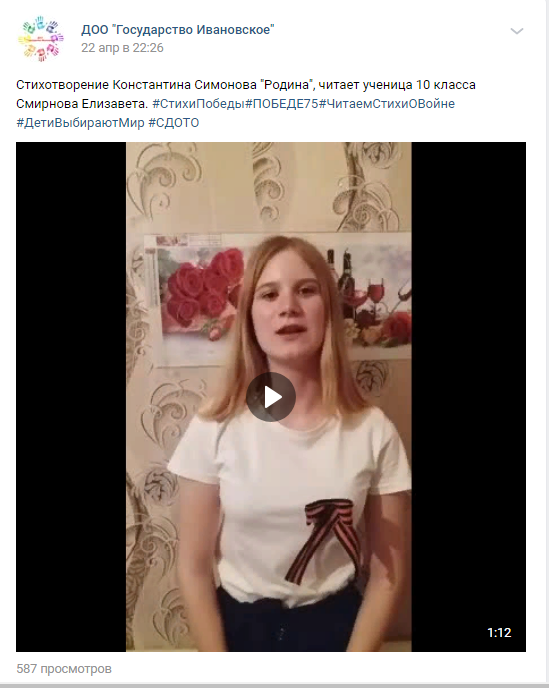 ДОО "Государство Ивановское"
22 апр в 22:26
Стихотворение Константина Симонова "Родина", читает ученица 10 класса
Смирнова Елизавета. #СтихиПобеды#ПОБЕДЕ75#ЧитаемСтихиОВойне
#ДетиВыбираютМир #СДОТО
1:12
587 просмотров